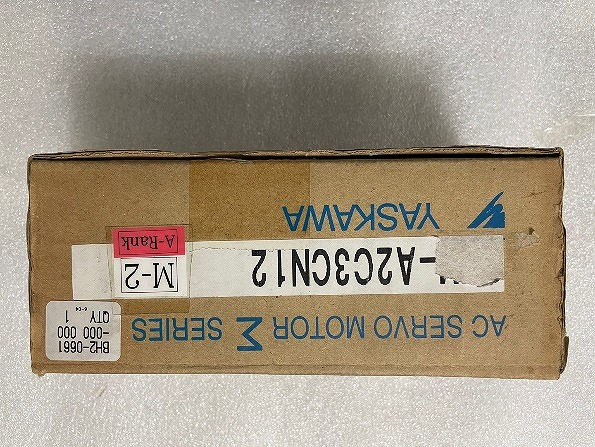 AC SERVO MOTOR Σ SERIES
-A2C3CN12
YASKAWA
M-2
A-Rank
BH2-0661
-000 000
QTY 1